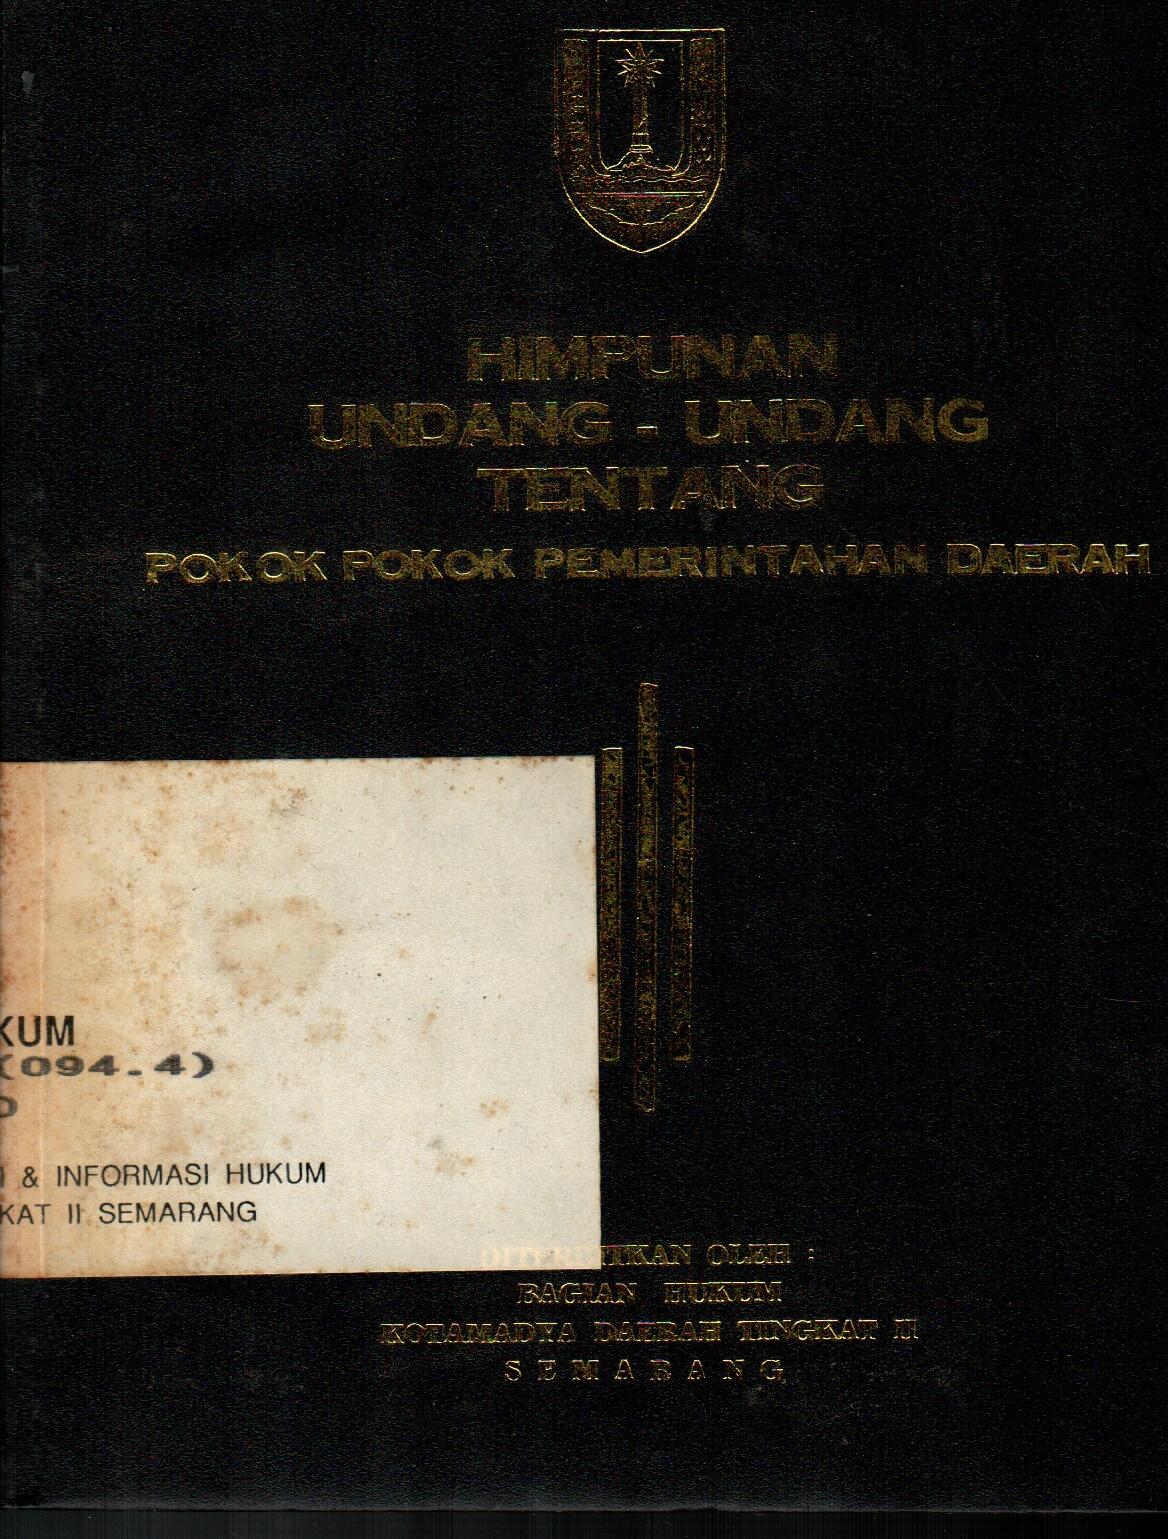 HIMPUNAN
UNDANG - UNDANG
TENTANG
POKOK POKOK PEMERINTAHAN DAERAH
KUM
(094.4)
& INFORMASI HUKUM
KAT II SEMARANG
DITERBITKAN OLEH :
BAGIAN HUKUM
KOTAMADYA DAERAH TINGKAT II
S E M A R A N G